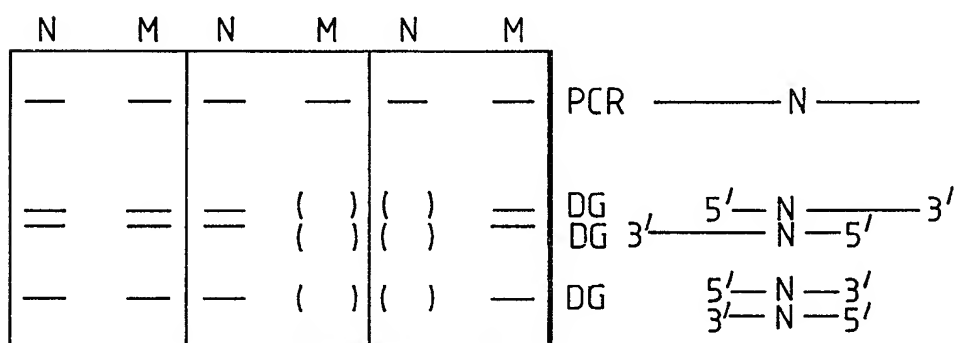 N M N M N M
PCR N
( ) ( ) DG 5' N 3'
( ) ( ) DG 3' N 5'
( ) ( ) DG 5' N 3'
3' N 5'